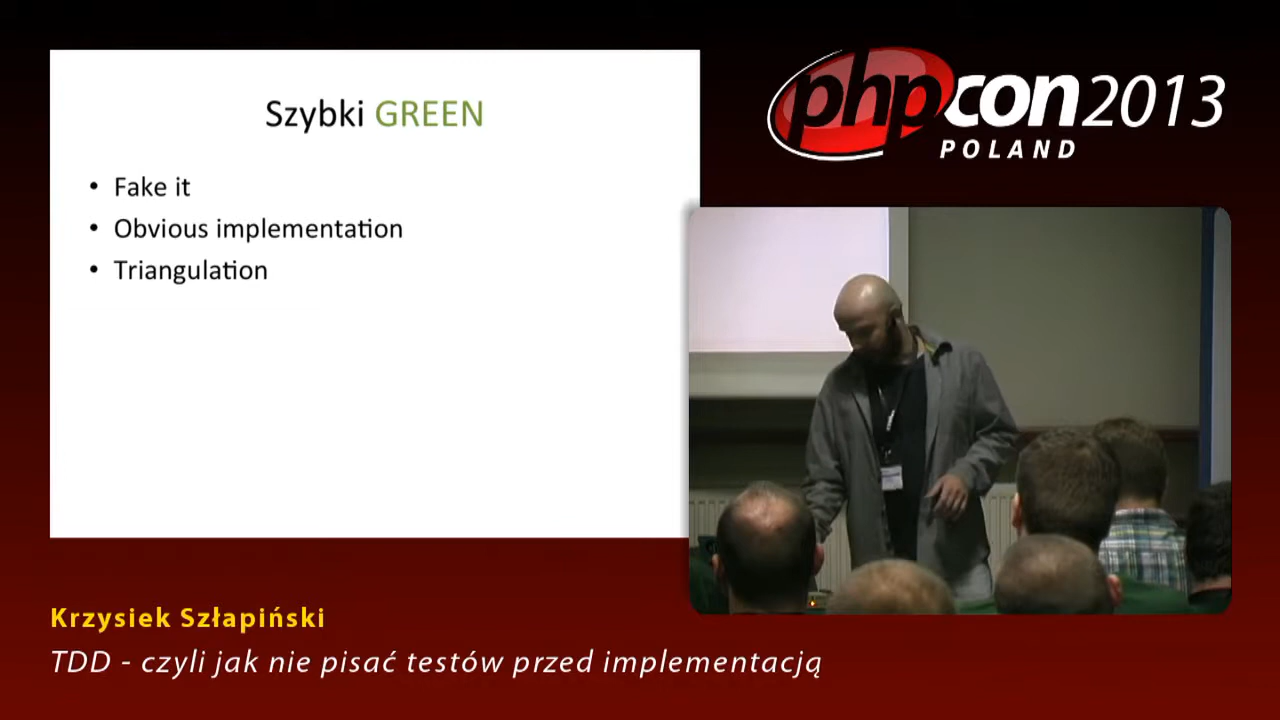 Szybki GREEN
• Fake it
• Obvious implementation
• Triangulation
phpcon2013
POLAND
Krzysiek Szłapiński
TDD - czyli jak nie pisać testów przed implementacją